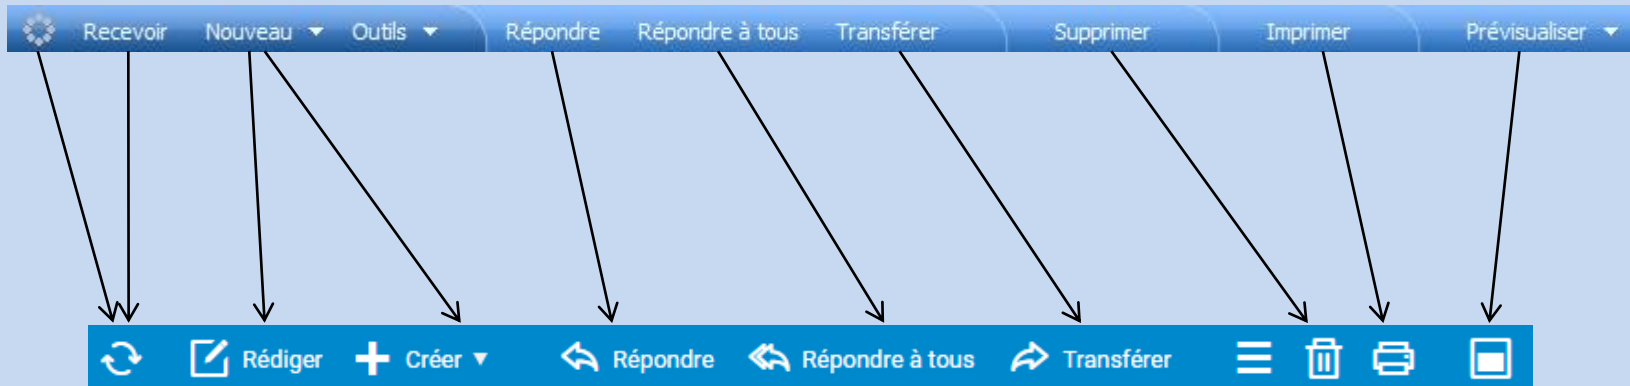 Recevoir Nouveau Outils Répondre Répondre à tous Transférer Supprimer Imprimer Prévisualiser
Rédiger Créer Répondre Répondre à tous Transférer